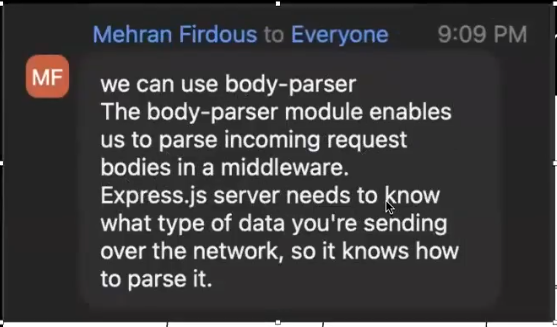 Mehran Firdous to Everyone 9:09 PM
MF
we can use body-parser
The body-parser module enables
us to parse incoming request
bodies in a middleware.
Express.js server needs to know
what type of data you're sending
over the network, so it knows how
to parse it.